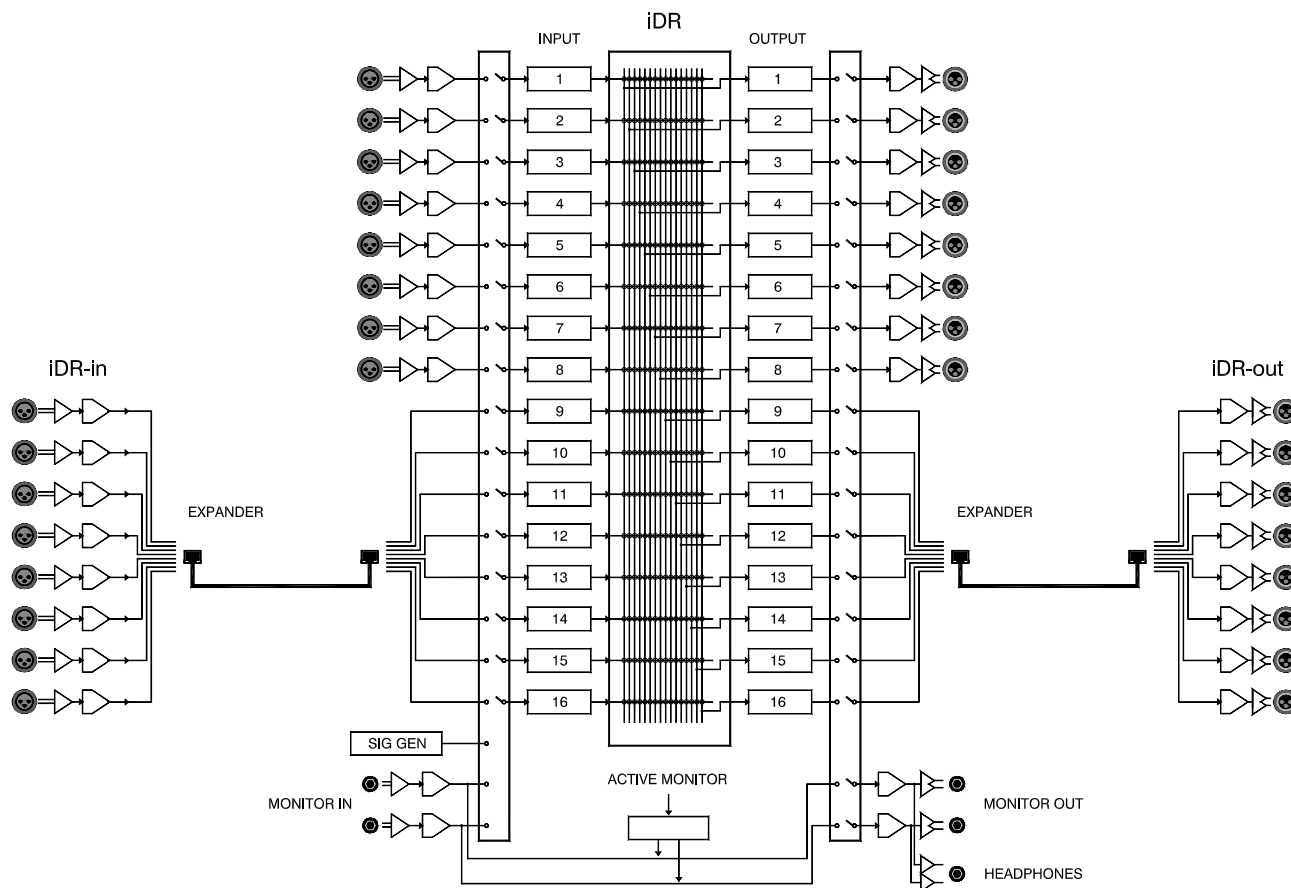 iDR
INPUT OUTPUT
1 1
2 2
3 3
4 4
5 5
6 6
7 7
8 8
iDR-in iDR-out
9 9
10 10
11 11
EXPANDER EXPANDER
12 12
13 13
14 14
15 15
16 16
SIG GEN
ACTIVE MONITOR
MONITOR IN MONITOR OUT
HEADPHONES